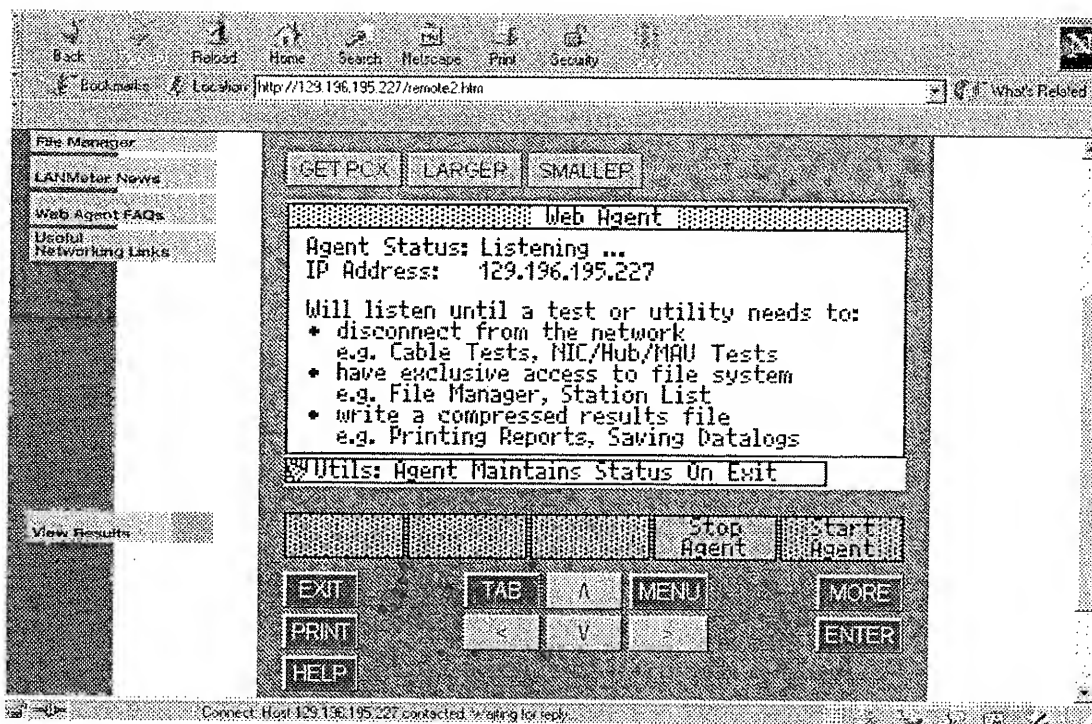 Back Reload Home Search Netscape Print Security
Bookmarks Location: http://129.196.195.227/remote2.htm What's Related
File Manager
LANMeter News
Web Agent FAQs
Useful
Networking Links
View Results
GET PCX LARGER SMALLER
Web Agent
Agent Status: Listening ...
IP Address: 129.196.195.227
Will listen until a test or utility needs to:
• disconnect from the network
e.g. Cable Tests, NIC/Hub/MAU Tests
• have exclusive access to file system
e.g. File Manager, Station List
• write a compressed results file
e.g. Printing Reports, Saving Datalogs
Utils: Agent Maintains Status On Exit
Stop Agent Start Agent
EXIT TAB ∧ MENU MORE
PRINT < V > ENTER
HELP
Connect: Host 129.196.195.227 contacted. Waiting for reply...